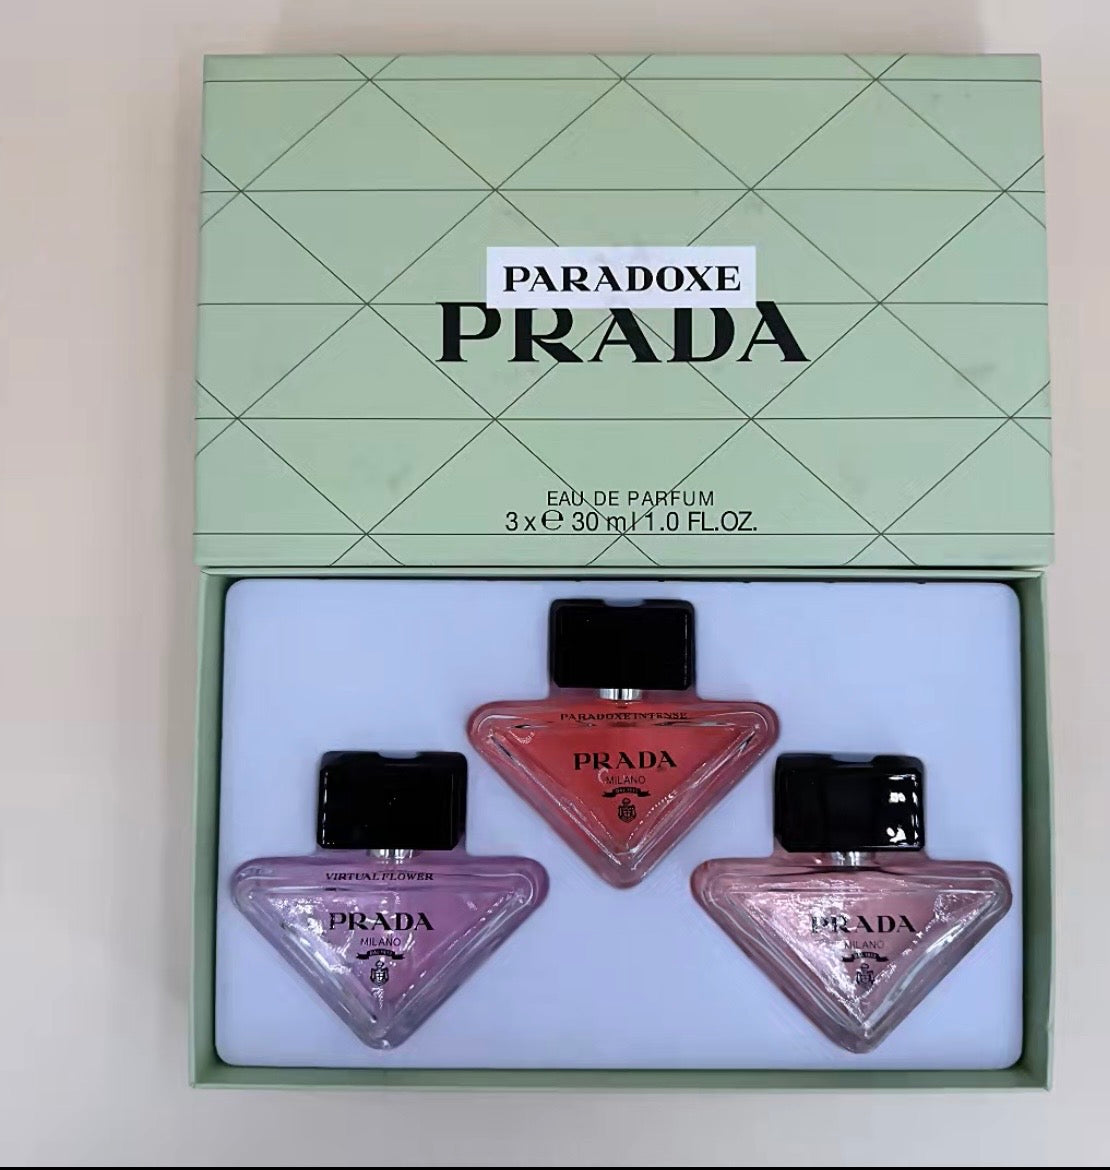 PARADOXE
PRADA
EAU DE PARFUM
3 x ℮ 30 ml 1.0 FL.OZ.
PARADOXE INTENSE
PRADA
MILANO
VIRTUAL FLOWER
PRADA
MILANO
PRADA
MILANO